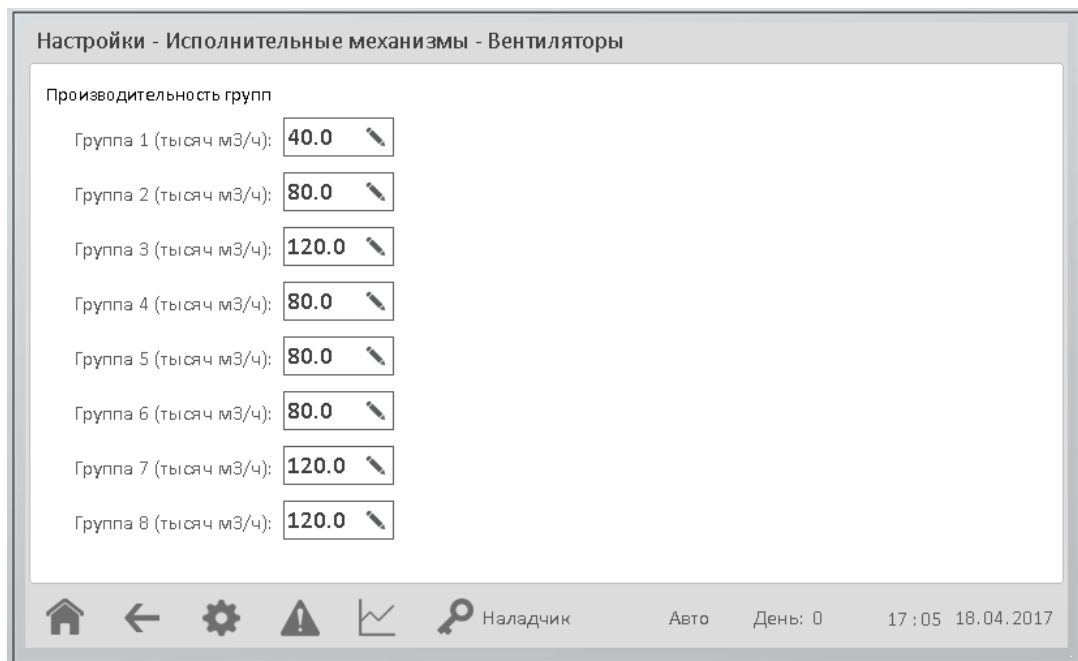 Настройки - Исполнительные механизмы - Вентиляторы
Производительность групп
Группа 1 (тысяч м3/ч): 40.0
Группа 2 (тысяч м3/ч): 80.0
Группа 3 (тысяч м3/ч): 120.0
Группа 4 (тысяч м3/ч): 80.0
Группа 5 (тысяч м3/ч): 80.0
Группа 6 (тысяч м3/ч): 80.0
Группа 7 (тысяч м3/ч): 120.0
Группа 8 (тысяч м3/ч): 120.0
Наладчик Авто День: 0 17:05 18.04.2017